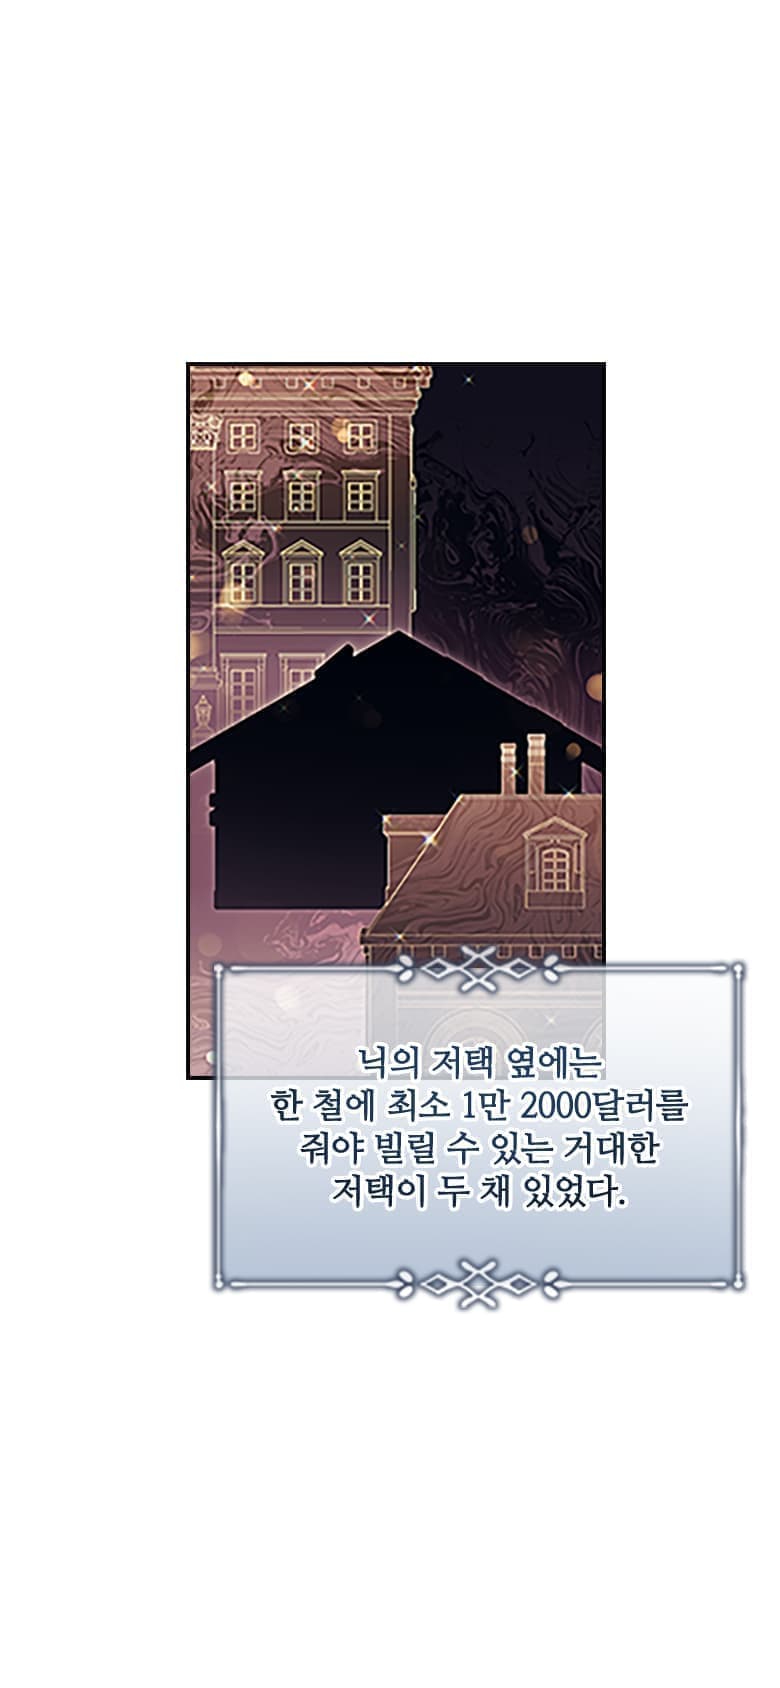 닉의 저택 옆에는
한 철에 최소 1만 2000달러를
줘야 빌릴 수 있는 거대한
저택이 두 채 있었다.